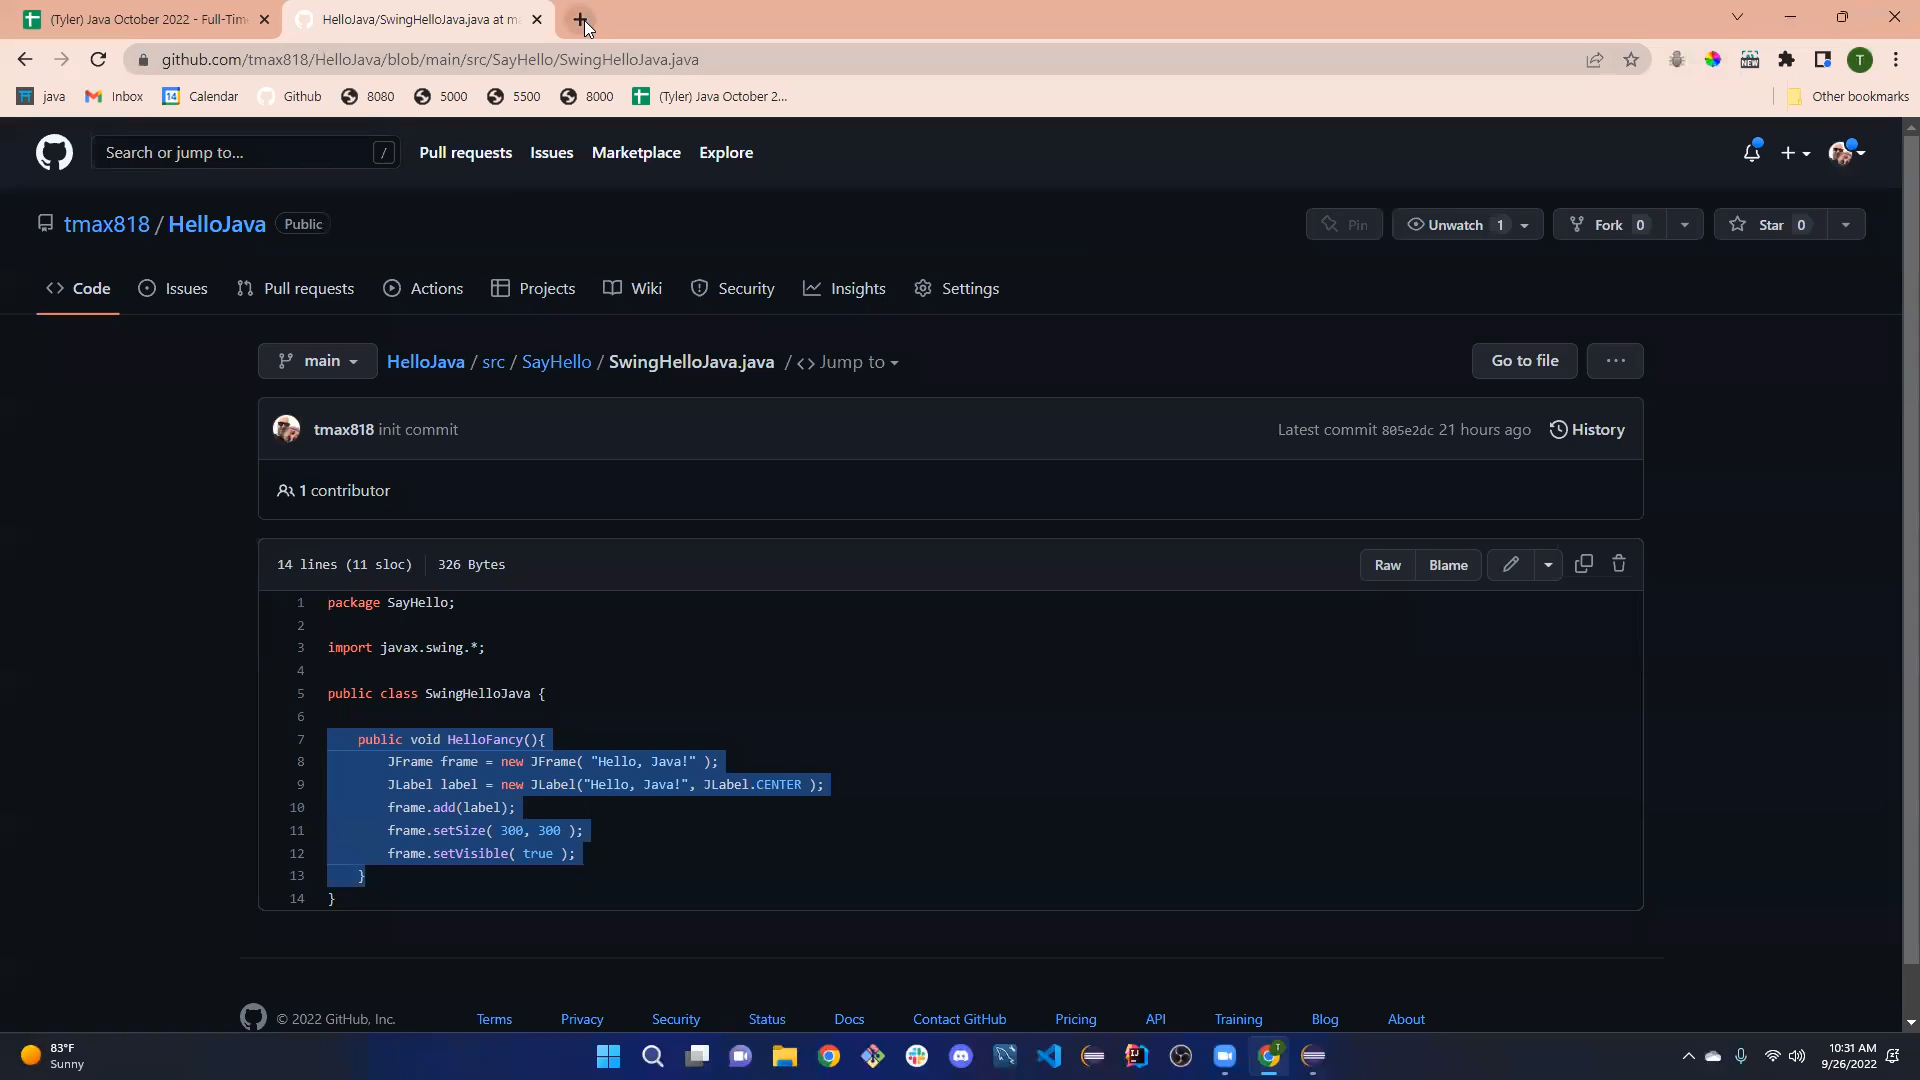 (Tyler) Java October 2022 - Full-Tim
HelloJava/SwingHelloJava.java at m
github.com/tmax818/HelloJava/blob/main/src/SayHello/SwingHelloJava.java
NEW
T
java
Inbox
14 Calendar
Github
8080
5000
5500
8000
(Tyler) Java October 2...
Other bookmarks
Search or jump to...
/
Pull requests
Issues
Marketplace
Explore
tmax818 / HelloJava
Public
Pin
Unwatch 1
Fork 0
Star 0
Code
Issues
Pull requests
Actions
Projects
Wiki
Security
Insights
Settings
main
HelloJava / src / SayHello / SwingHelloJava.java / <> Jump to
Go to file
...
tmax818 init commit
Latest commit 805e2dc 21 hours ago
History
1 contributor
14 lines (11 sloc)
326 Bytes
Raw
Blame
1 package SayHello;
2
3 import javax.swing.*;
4
5 public class SwingHelloJava {
6
7 public void HelloFancy(){
8 JFrame frame = new JFrame( "Hello, Java!" );
9 JLabel label = new JLabel("Hello, Java!", JLabel.CENTER );
10 frame.add(label);
11 frame.setSize( 300, 300 );
12 frame.setVisible( true );
13 }
14 }
© 2022 GitHub, Inc.
Terms
Privacy
Security
Status
Docs
Contact GitHub
Pricing
API
Training
Blog
About
83°F
Sunny
IJ
T
10:31 AM
9/26/2022